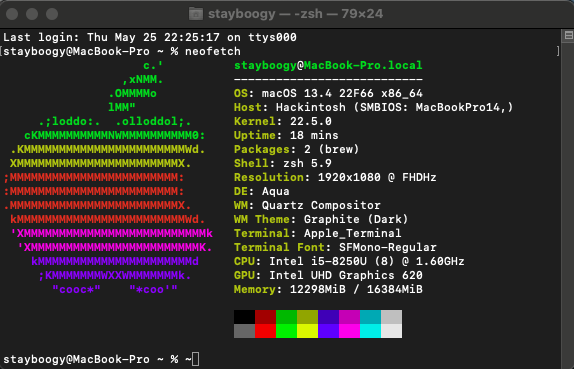 stayboogy — -zsh — 79×24
Last login: Thu May 25 22:25:17 on ttys000
[stayboogy@MacBook-Pro ~ % neofetch ]
c.' stayboogy@MacBook-Pro.local
,xNMM. ---------------------------
.OMMMMo OS: macOS 13.4 22F66 x86_64
lMM" Host: Hackintosh (SMBIOS: MacBookPro14,)
.;loddo:. .olloddol;. Kernel: 22.5.0
cKMMMMMMMMMMNWMMMMMMMMMM0: Uptime: 18 mins
.KMMMMMMMMMMMMMMMMMMMMMMMWd. Packages: 2 (brew)
XMMMMMMMMMMMMMMMMMMMMMMMX. Shell: zsh 5.9
;MMMMMMMMMMMMMMMMMMMMMMMM: Resolution: 1920x1080 @ FHDHz
:MMMMMMMMMMMMMMMMMMMMMMMM: DE: Aqua
.MMMMMMMMMMMMMMMMMMMMMMMMX. WM: Quartz Compositor
kMMMMMMMMMMMMMMMMMMMMMMMMWd. WM Theme: Graphite (Dark)
'XMMMMMMMMMMMMMMMMMMMMMMMMMMk Terminal: Apple_Terminal
'XMMMMMMMMMMMMMMMMMMMMMMMMK. Terminal Font: SFMono-Regular
kMMMMMMMMMMMMMMMMMMMMMMd CPU: Intel i5-8250U (8) @ 1.60GHz
;KMMMMMMMWXXWMMMMMMMk. GPU: Intel UHD Graphics 620
"cooc*" "*coo'" Memory: 12298MiB / 16384MiB
stayboogy@MacBook-Pro ~ % ~